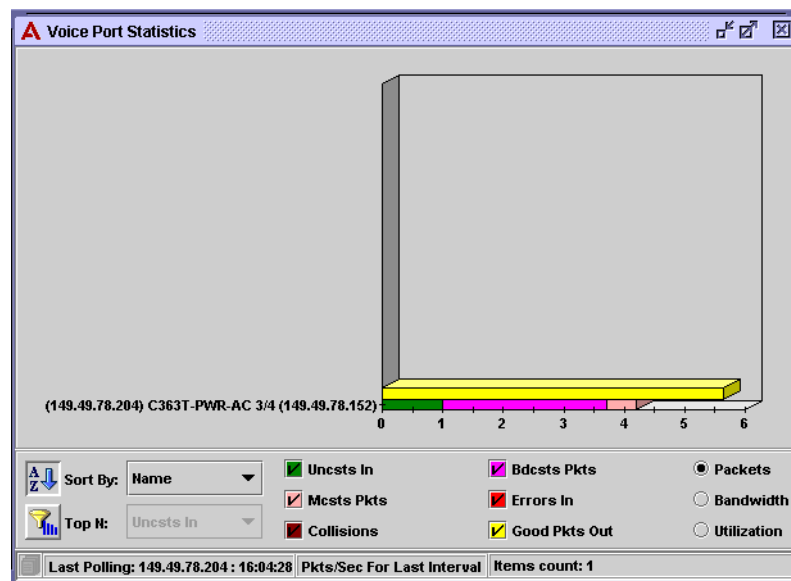 Voice Port Statistics
(149.49.78.204) C363T-PWR-AC 3/4 (149.49.78.152)
0 1 2 3 4 5 6
A Z Sort By: Name Uncsts In Bdcsts Pkts Packets
Mcsts Pkts Errors In Bandwidth
Top N: Uncsts In Collisions Good Pkts Out Utilization
Last Polling: 149.49.78.204 : 16:04:28 Pkts/Sec For Last Interval Items count: 1